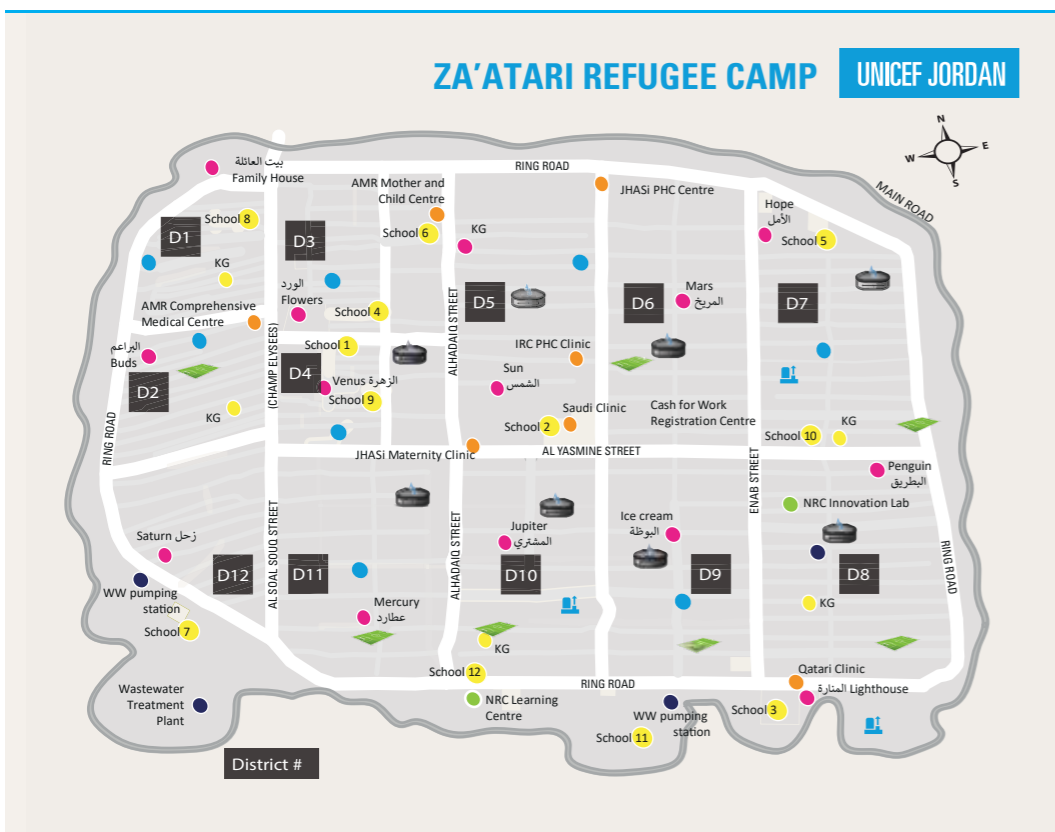 ZA'ATARI REFUGEE CAMP
UNICEF JORDAN
N
W
E
S
MAIN ROAD
RING ROAD
بيت العائلة
Family House
AMR Mother and
Child Centre
JHASi PHC Centre
Hope
الأمل
School 8
School 6
School 5
D1
D3
KG
KG
D5
D6
D7
Mars
المريخ
الورد
Flowers
AMR Comprehensive
Medical Centre
School 4
(CHAMP ELYSEES)
ALHADAIQ STREET
School 1
IRC PHC Clinic
البراعم
Buds
D2
D4
Venus الزهرة
School 9
Sun
الشمس
KG
RING ROAD
School 2
Saudi Clinic
Cash for Work
Registration Centre
School 10
KG
JHASi Maternity Clinic
AL YASMINE STREET
ENAB STREET
Penguin
البطريق
NRC Innovation Lab
AL SOAL SOUQ STREET
ALHADAIQ STREET
Saturn زحل
Jupiter
المشتري
Ice cream
البوظة
RING ROAD
D12
D11
D10
D9
D8
WW pumping
station
Mercury
عطارد
KG
School 7
KG
School 12
RING ROAD
Qatari Clinic
المنارة Lighthouse
Wastewater
Treatment
Plant
NRC Learning
Centre
WW pumping
station
School 3
School 11
District #